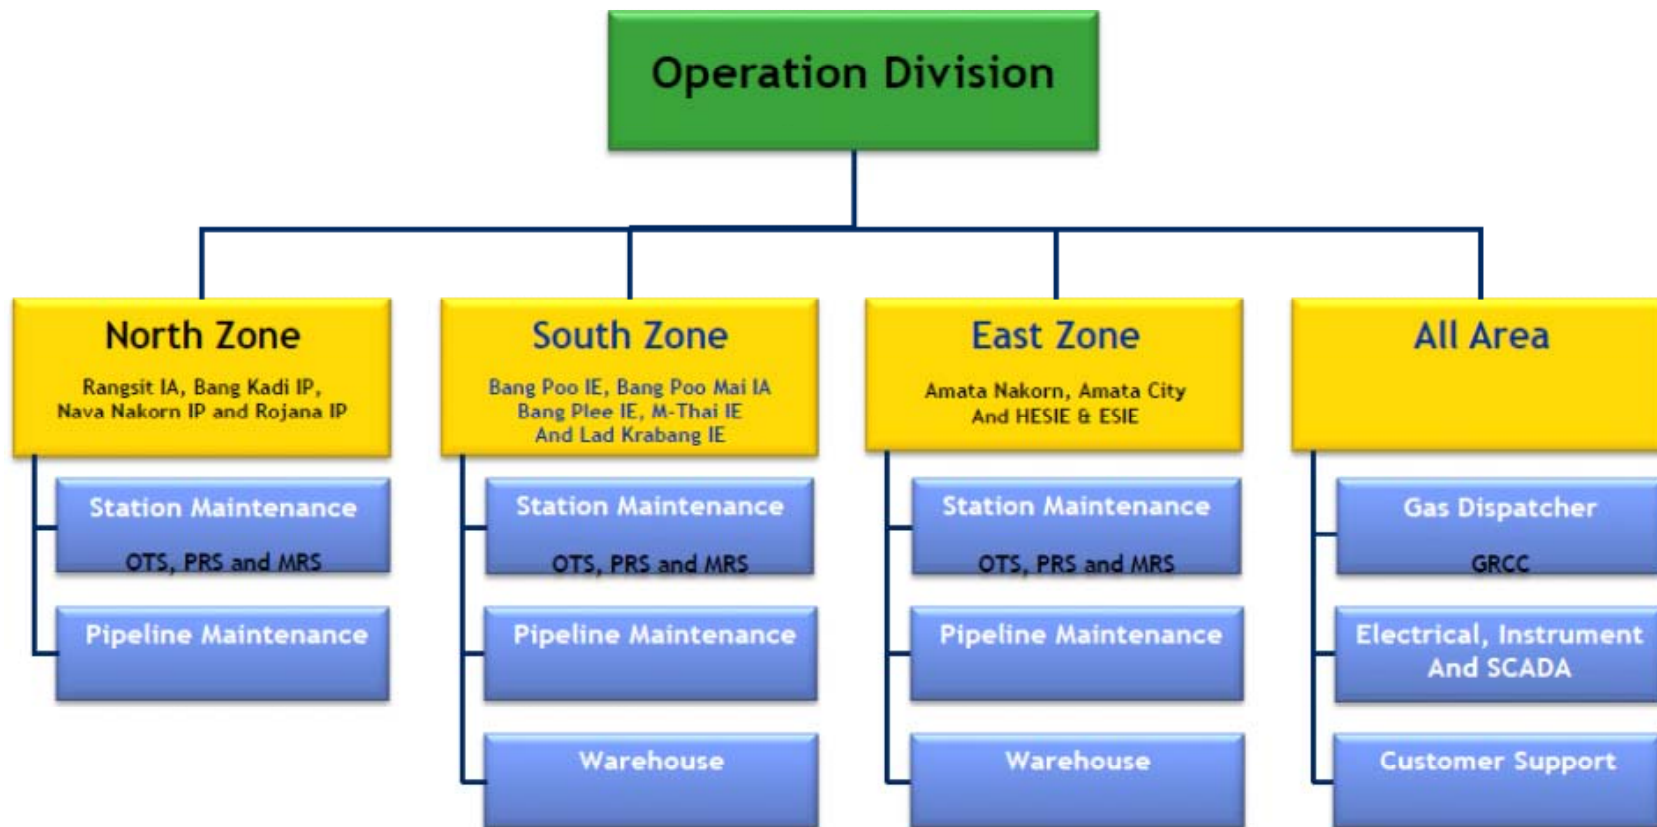 Operation Division
North Zone
Rangsit IA, Bang Kadi IP,
Nava Nakorn IP and Rojana IP
Station Maintenance
OTS, PRS and MRS
Pipeline Maintenance
South Zone
Bang Poo IE, Bang Poo Mai IA
Bang Plee IE, M-Thai IE
And Lad Krabang IE
Station Maintenance
OTS, PRS and MRS
Pipeline Maintenance
Warehouse
East Zone
Amata Nakorn, Amata City
And HESIE & ESIE
Station Maintenance
OTS, PRS and MRS
Pipeline Maintenance
Warehouse
All Area
Gas Dispatcher
GRCC
Electrical, Instrument
And SCADA
Customer Support